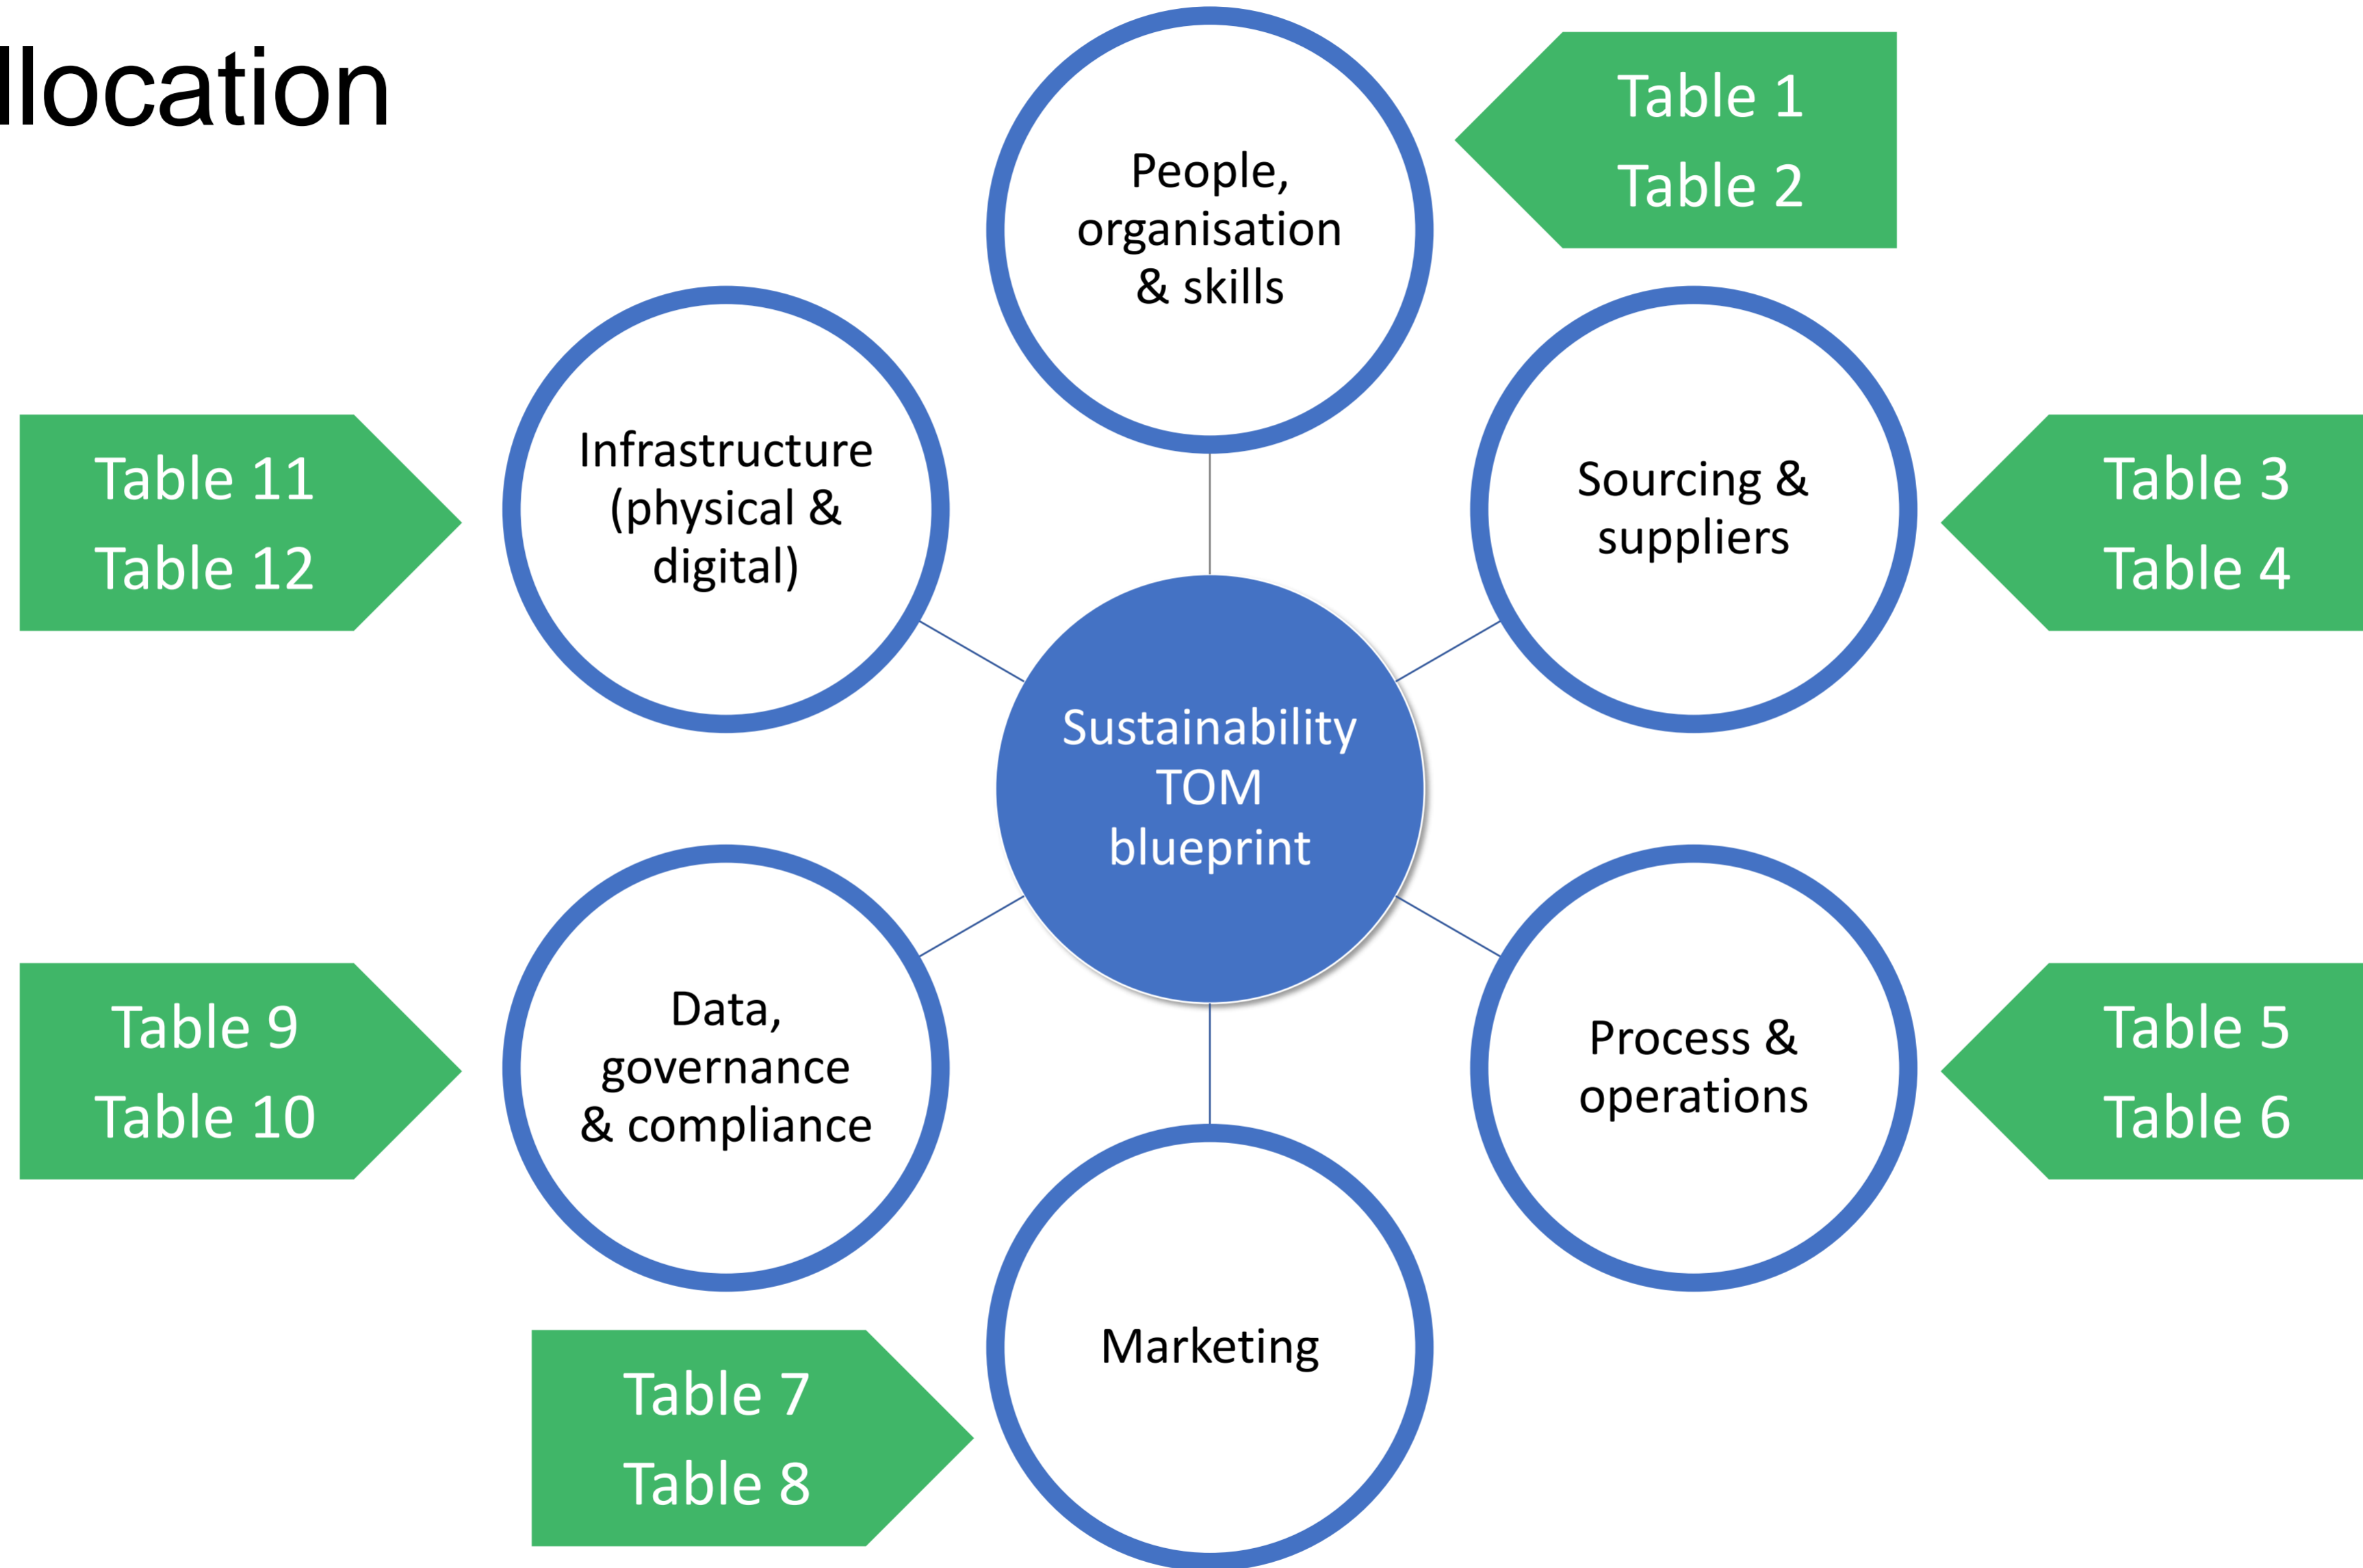 llocation
People,
organisation
& skills
Table 1
Table 2
Infrastructure
(physical &
digital)
Table 11
Table 12
Sourcing &
suppliers
Table 3
Table 4
Sustainability
TOM
blueprint
Data,
governance
& compliance
Table 9
Table 10
Process &
operations
Table 5
Table 6
Marketing
Table 7
Table 8